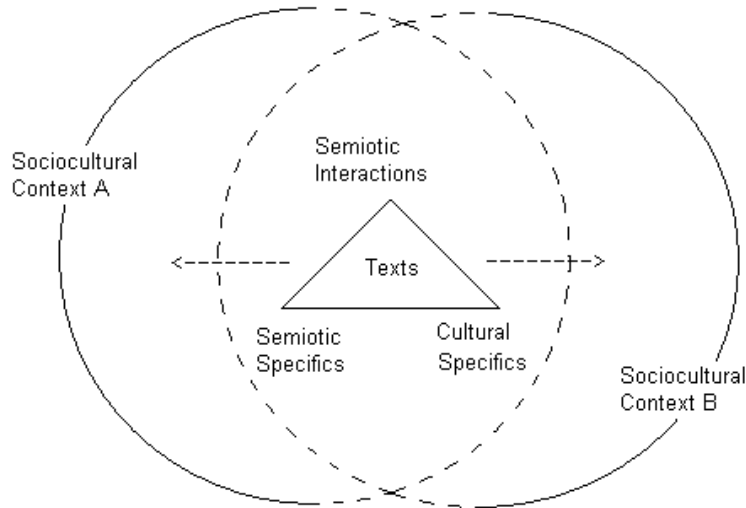 Semiotic
Interactions
Sociocultural
Context A
Texts
Semiotic
Specifics
Cultural
Specifics
Sociocultural
Context B